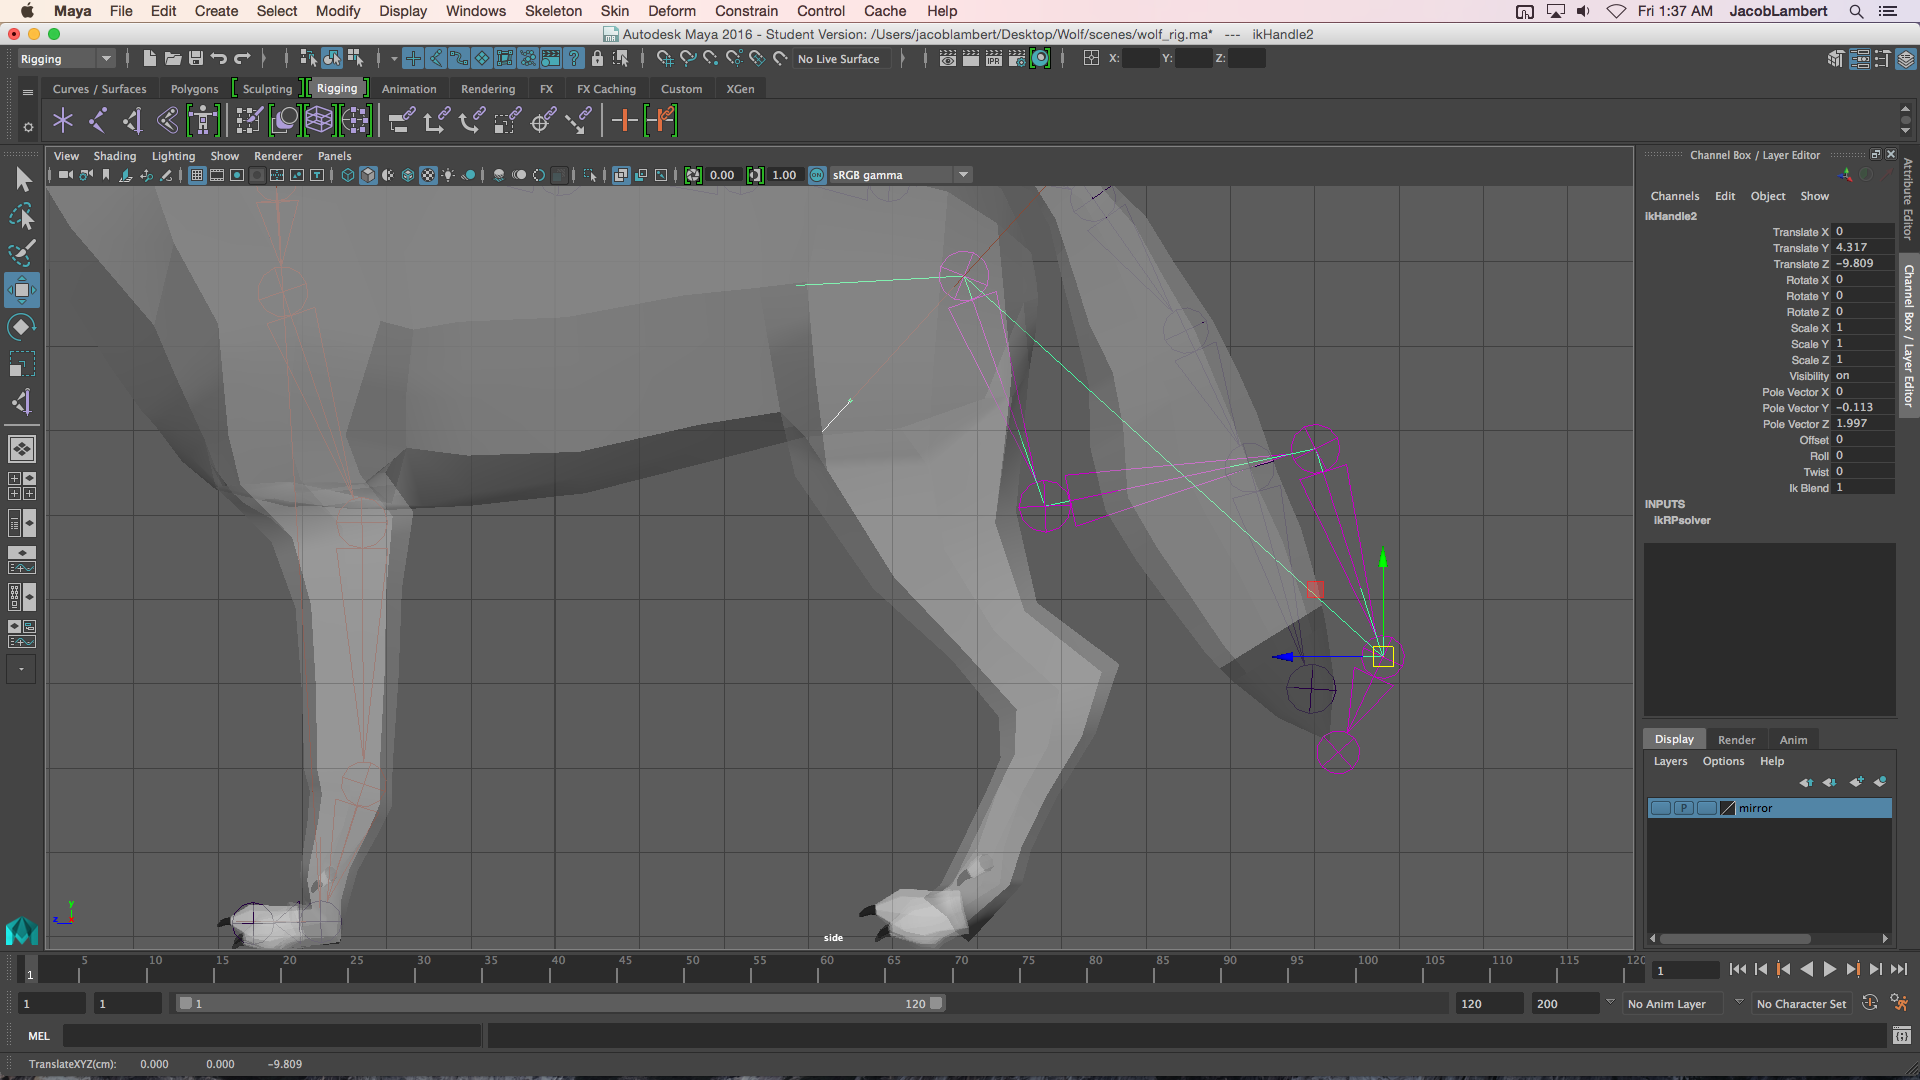 Maya File Edit Create Select Modify Display Windows Skeleton Skin Deform Constrain Control Cache Help Fri 1:37 AM JacobLambert
Autodesk Maya 2016 - Student Version: /Users/jacoblambert/Desktop/Wolf/scenes/wolf_rig.ma* --- ikHandle2
Rigging No Live Surface IPR X: Y: Z:
Curves / Surfaces Polygons Sculpting Rigging Animation Rendering FX FX Caching Custom XGen
View Shading Lighting Show Renderer Panels
0.00 1.00 ON sRGB gamma
Channel Box / Layer Editor
Channels Edit Object Show
ikHandle2
Translate X 0
Translate Y 4.317
Translate Z -9.809
Rotate X 0
Rotate Y 0
Rotate Z 0
Scale X 1
Scale Y 1
Scale Z 1
Visibility on
Pole Vector X 0
Pole Vector Y -0.113
Pole Vector Z 1.997
Offset 0
Roll 0
Twist 0
Ik Blend 1
INPUTS
ikRPsolver
Attribute Editor
Channel Box / Layer Editor
Display Render Anim
Layers Options Help
P mirror
y
z
side
1 5 10 15 20 25 30 35 40 45 50 55 60 65 70 75 80 85 90 95 100 105 110 115 120 1
1 1 1 120 120 200 No Anim Layer No Character Set
MEL
TranslateXYZ(cm): 0.000 0.000 -9.809